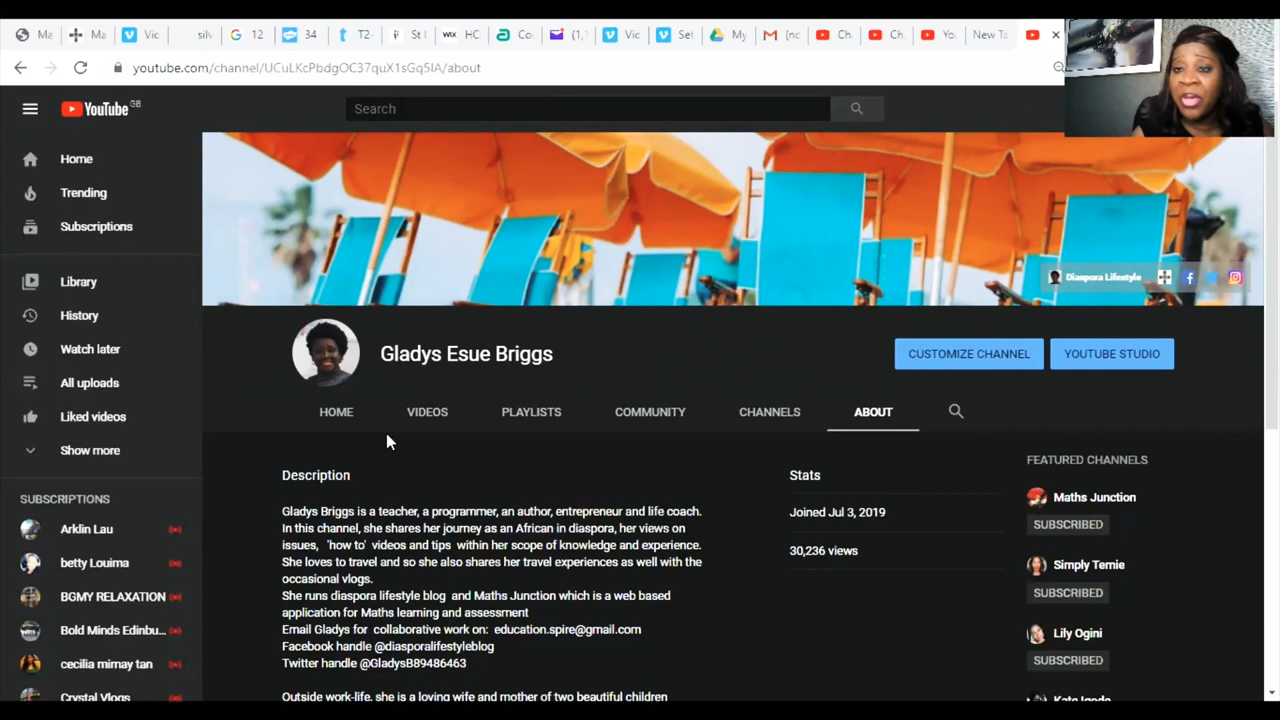 Ma
Ma
Vic
silv
12
34
T2-
St I
WIX HC
Co
(1,
Vic
Set
My
(nc
Ch
Ch
Yo
New Ta
youtube.com/channel/UCuLKcPbdgOC37quX1sGq5IA/about
YouTube GB
Search
Home
Trending
Subscriptions
Library
History
Watch later
All uploads
Liked videos
Show more
SUBSCRIPTIONS
Arklin Lau
betty Louima
BGMY RELAXATION
Bold Minds Edinbu...
cecilia mimay tan
Crystal Vlogs
Diaspora Lifestyle
Gladys Esue Briggs
CUSTOMIZE CHANNEL
YOUTUBE STUDIO
HOME VIDEOS PLAYLISTS COMMUNITY CHANNELS ABOUT
Description
Gladys Briggs is a teacher, a programmer, an author, entrepreneur and life coach.
In this channel, she shares her journey as an African in diaspora, her views on
issues, 'how to' videos and tips within her scope of knowledge and experience.
She loves to travel and so she also shares her travel experiences as well with the
occasional vlogs.
She runs diaspora lifestyle blog and Maths Junction which is a web based
application for Maths learning and assessment
Email Gladys for collaborative work on: education.spire@gmail.com
Facebook handle @diasporalifestyleblog
Twitter handle @GladysB89486463
Outside work-life, she is a loving wife and mother of two beautiful children
Stats
Joined Jul 3, 2019
30,236 views
FEATURED CHANNELS
Maths Junction
SUBSCRIBED
Simply Temie
SUBSCRIBED
Lily Ogini
SUBSCRIBED